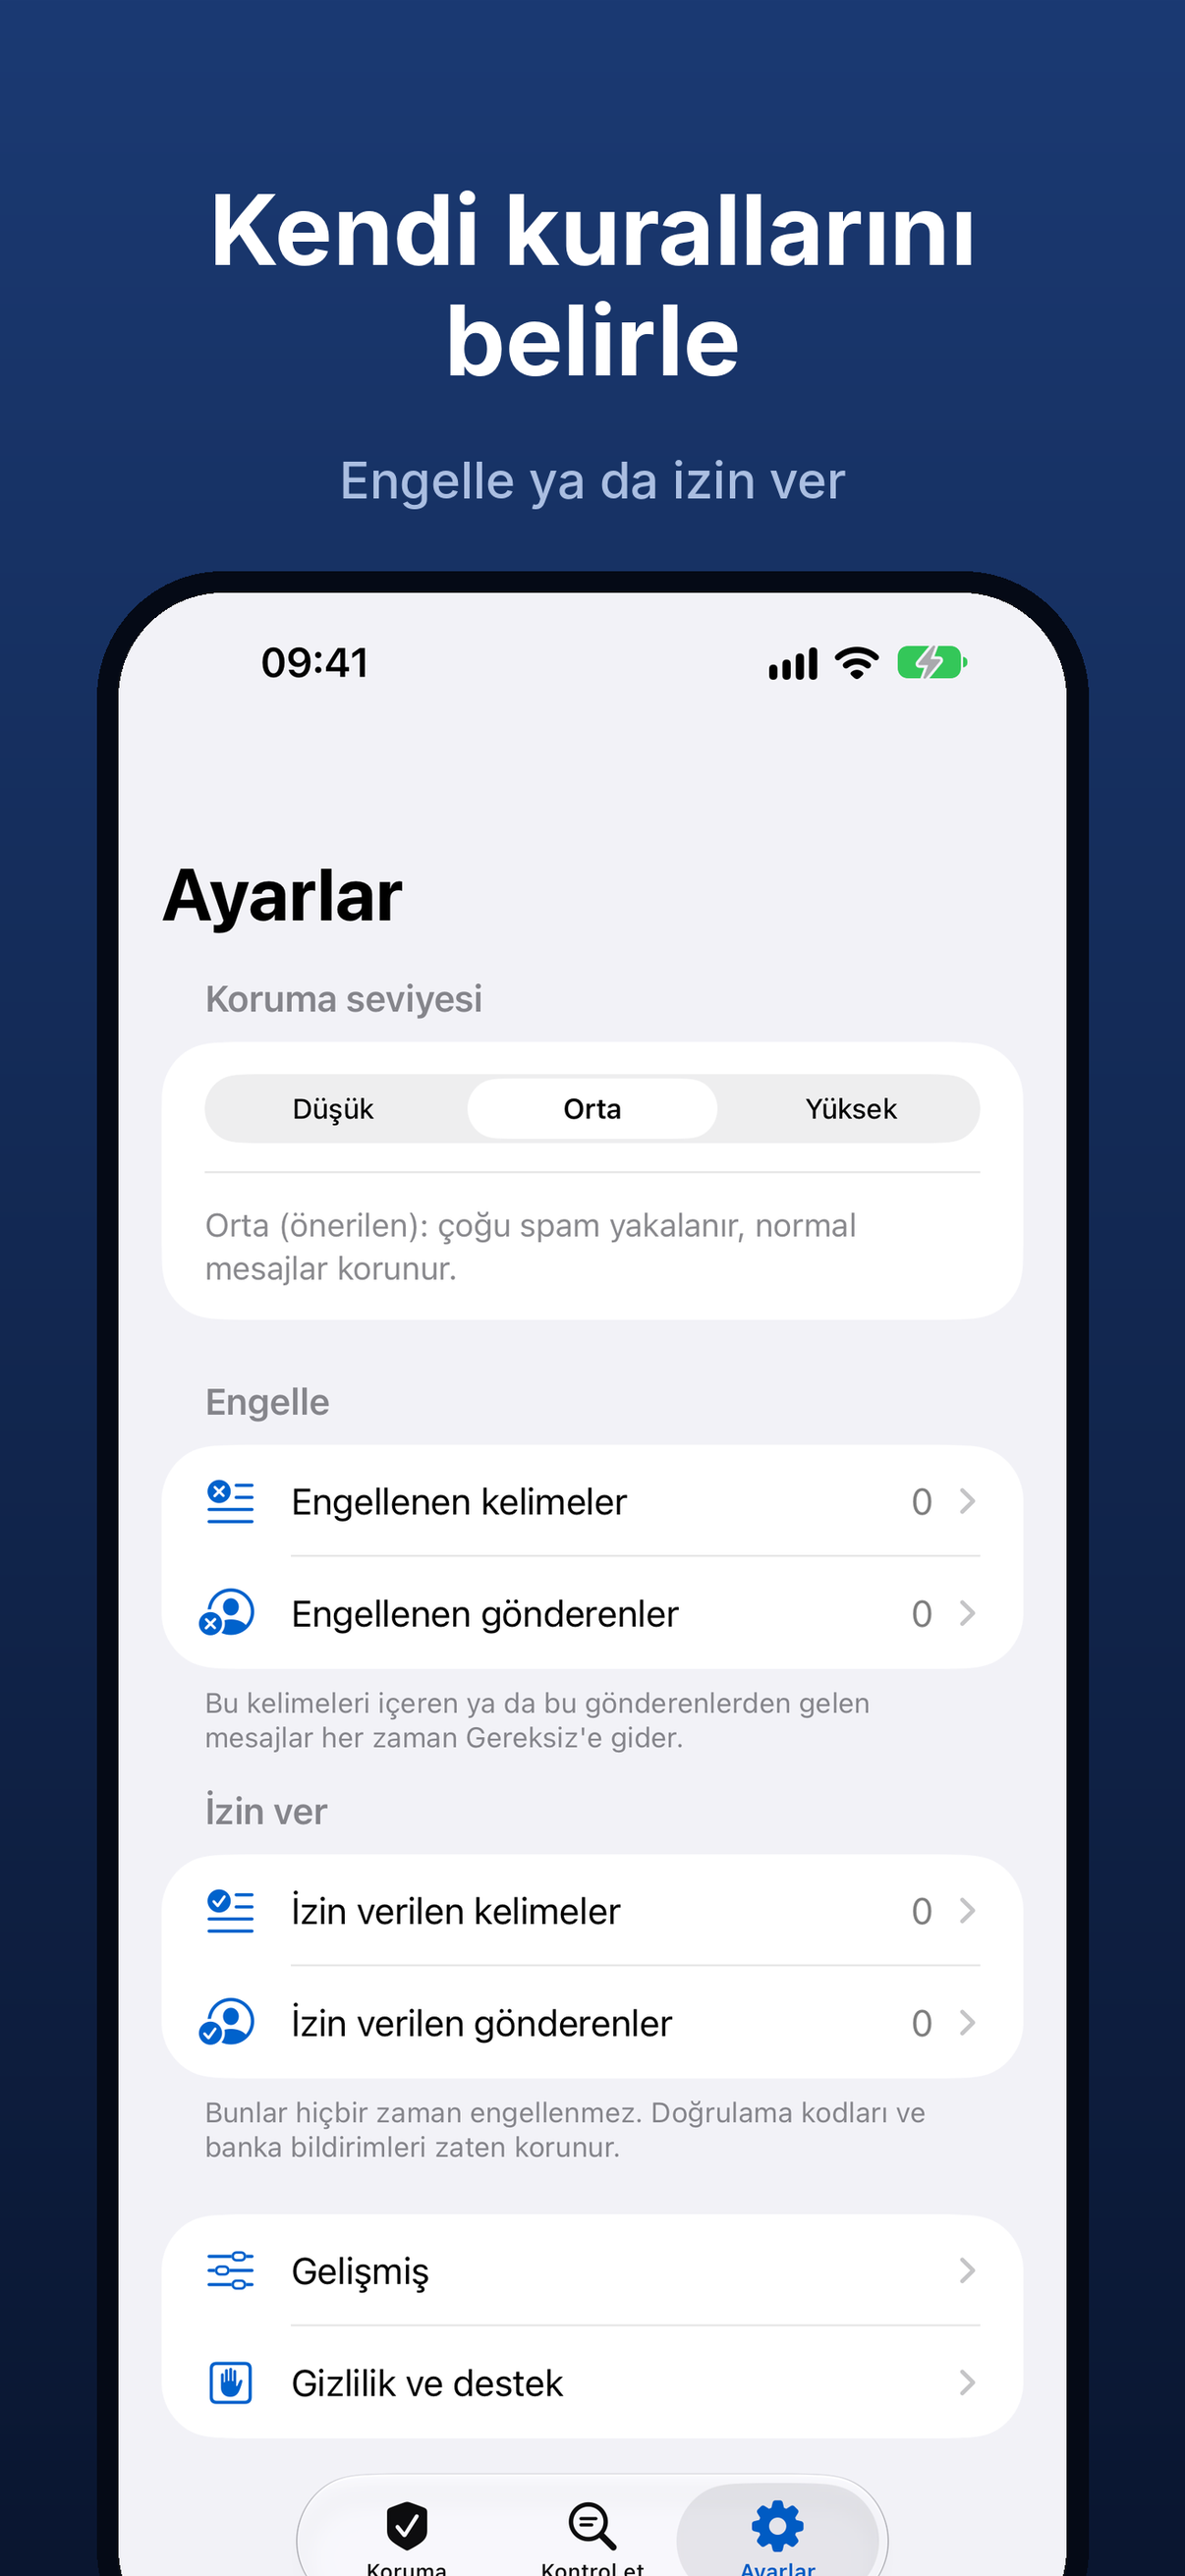 Kendi kurallarını
belirle
Engelle ya da izin ver
09:41
Ayarlar
Koruma seviyesi
Düşük
Orta
Yüksek
Orta (önerilen): çoğu spam yakalanır, normal
mesajlar korunur.
Engelle
Engellenen kelimeler 0
Engellenen gönderenler 0
Bu kelimeleri içeren ya da bu gönderenlerden gelen
mesajlar her zaman Gereksiz'e gider.
İzin ver
İzin verilen kelimeler 0
İzin verilen gönderenler 0
Bunlar hiçbir zaman engellenmez. Doğrulama kodları ve
banka bildirimleri zaten korunur.
Gelişmiş
Gizlilik ve destek
Koruma
Kontrol et
Ayarlar